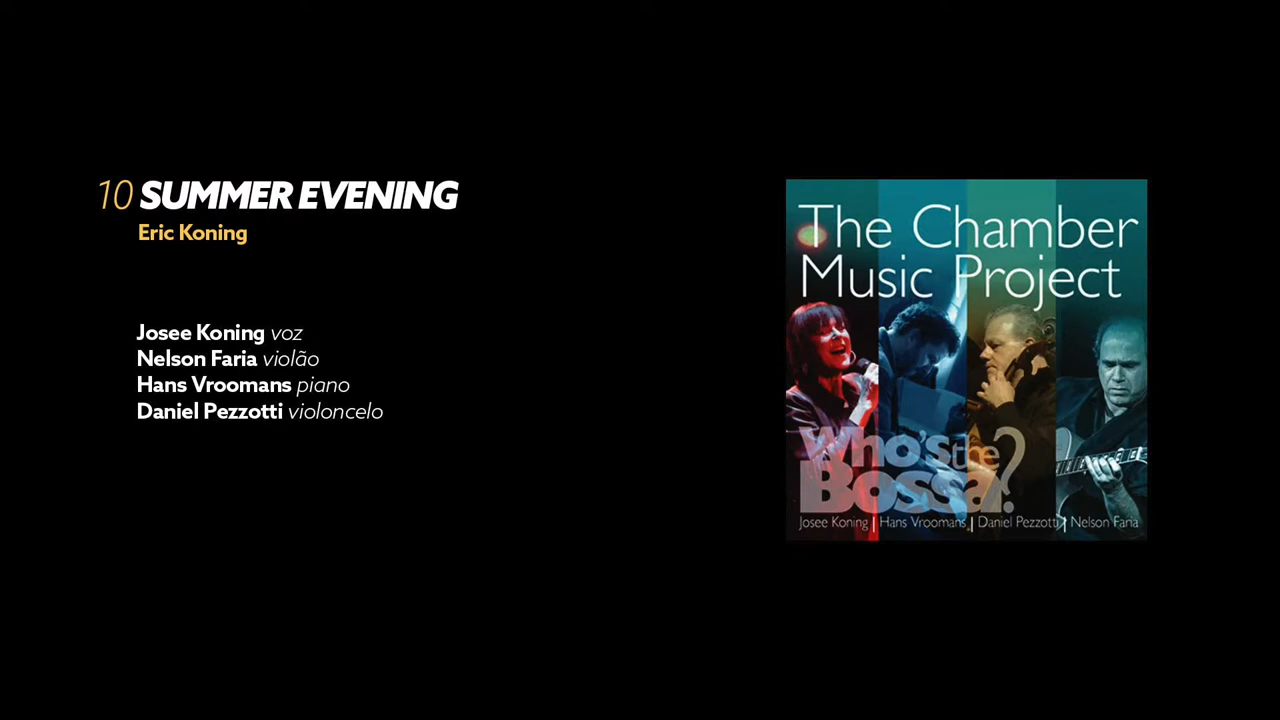 10 SUMMER EVENING
Eric Koning
Josee Koning voz
Nelson Faria violão
Hans Vroomans piano
Daniel Pezzotti violoncelo
The Chamber
Music Project
Who's the
Bossa?
Josee Koning | Hans Vroomans | Daniel Pezzotti | Nelson Faria